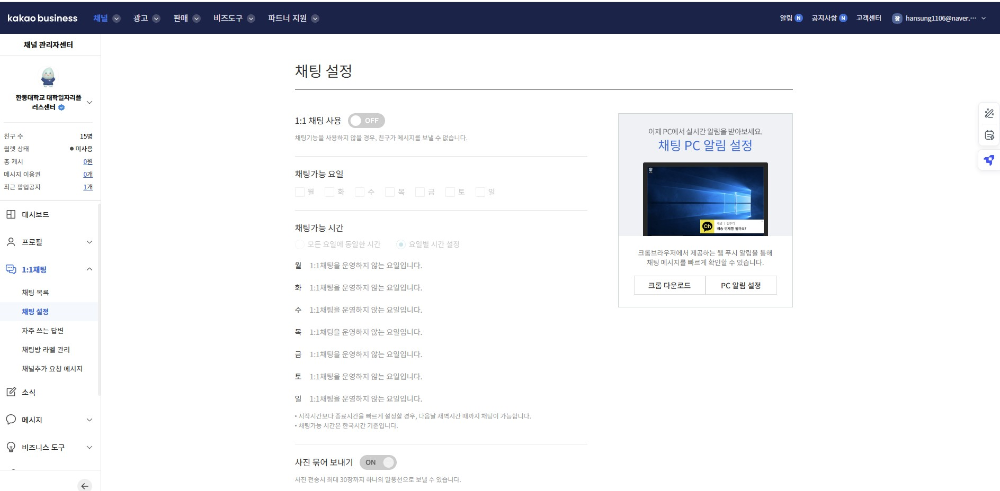 kakao business 채널 광고 판매 비즈도구 파트너 지원 알림 N 공지사항 N 고객센터 장 hansung1106@naver.···
채널 관리자센터
한동대학교 대학일자리플
러스센터
친구 수 15명
월렛 상태 미사용
총 캐시 0원
메시지 이용권 0개
최근 팝업공지 1개
대시보드
프로필
1:1채팅
채팅 목록
채팅 설정
자주 쓰는 답변
채팅방 라벨 관리
채널추가 요청 메시지
소식
메시지
비즈니스 도구
채팅 설정
1:1 채팅 사용 OFF
채팅기능을 사용하지 않을 경우, 친구가 메시지를 보낼 수 없습니다.
채팅가능 요일
월 화 수 목 금 토 일
채팅가능 시간
모든 요일에 동일한 시간 요일별 시간 설정
월 1:1채팅을 운영하지 않는 요일입니다.
화 1:1채팅을 운영하지 않는 요일입니다.
수 1:1채팅을 운영하지 않는 요일입니다.
목 1:1채팅을 운영하지 않는 요일입니다.
금 1:1채팅을 운영하지 않는 요일입니다.
토 1:1채팅을 운영하지 않는 요일입니다.
일 1:1채팅을 운영하지 않는 요일입니다.
• 시작시간보다 종료시간을 빠르게 설정할 경우, 다음날 새벽시간 때까지 채팅이 가능합니다.
• 채팅가능 시간은 한국시간 기준입니다.
사진 묶어 보내기 ON
사진 전송시 최대 30장까지 하나의 말풍선으로 보낼 수 있습니다.
이제 PC에서 실시간 알림을 받아보세요.
채팅 PC 알림 설정
Ch
배송 언제쯤 될까요?
크롬브라우저에서 제공하는 웹 푸시 알림을 통해
채팅 메시지를 빠르게 확인할 수 있습니다.
크롬 다운로드 PC 알림 설정